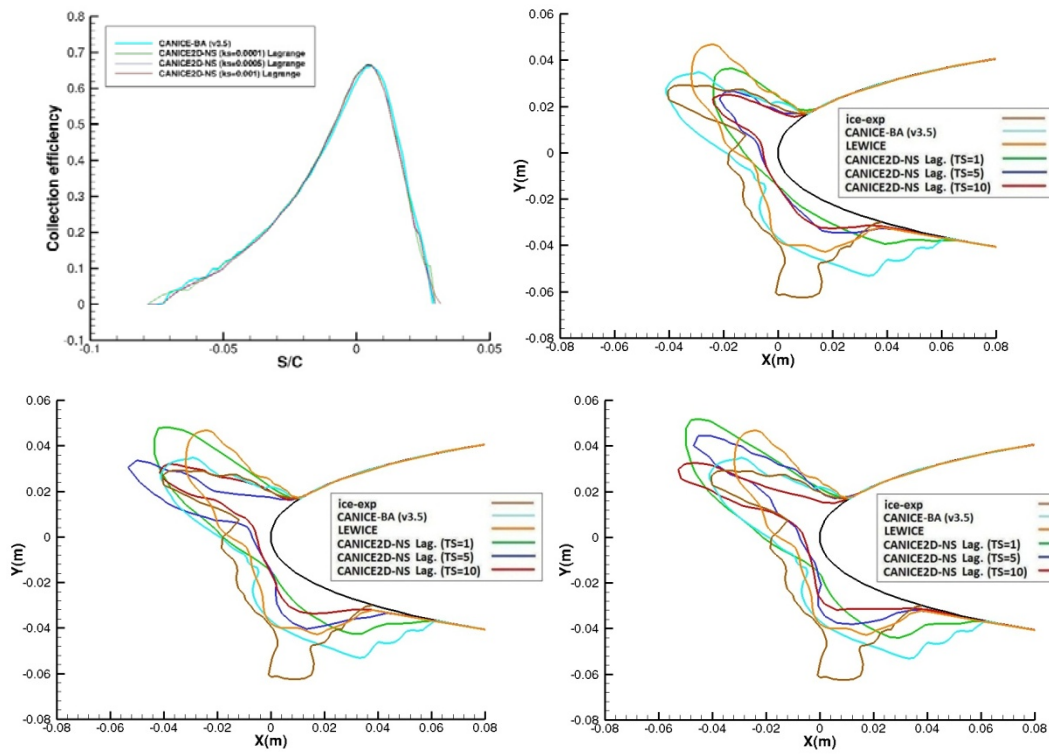 0.8
0.7
0.6
0.5
0.4
0.3
0.2
0.1
0
-0.1
Collection efficiency
CANICE-BA (v3.5)
CANICE2D-NS (ks=0.0001) Lagrange
CANICE2D-NS (ks=0.0005) Lagrange
CANICE2D-NS (ks=0.001) Lagrange
-0.1 -0.05 0 0.05
S/C
0.06
0.04
0.02
0
-0.02
-0.04
-0.06
-0.08
Y(m)
ice-exp
CANICE-BA (v3.5)
LEWICE
CANICE2D-NS Lag. (TS=1)
CANICE2D-NS Lag. (TS=5)
CANICE2D-NS Lag. (TS=10)
-0.08 -0.06 -0.04 -0.02 0 0.02 0.04 0.06 0.08
X(m)
0.06
0.04
0.02
0
-0.02
-0.04
-0.06
-0.08
Y(m)
ice-exp
CANICE-BA (v3.5)
LEWICE
CANICE2D-NS Lag. (TS=1)
CANICE2D-NS Lag. (TS=5)
CANICE2D-NS Lag. (TS=10)
-0.08 -0.06 -0.04 -0.02 0 0.02 0.04 0.06 0.08
X(m)
0.06
0.04
0.02
0
-0.02
-0.04
-0.06
-0.08
Y(m)
ice-exp
CANICE-BA (v3.5)
LEWICE
CANICE2D-NS Lag. (TS=1)
CANICE2D-NS Lag. (TS=5)
CANICE2D-NS Lag. (TS=10)
-0.08 -0.06 -0.04 -0.02 0 0.02 0.04 0.06 0.08
X(m)